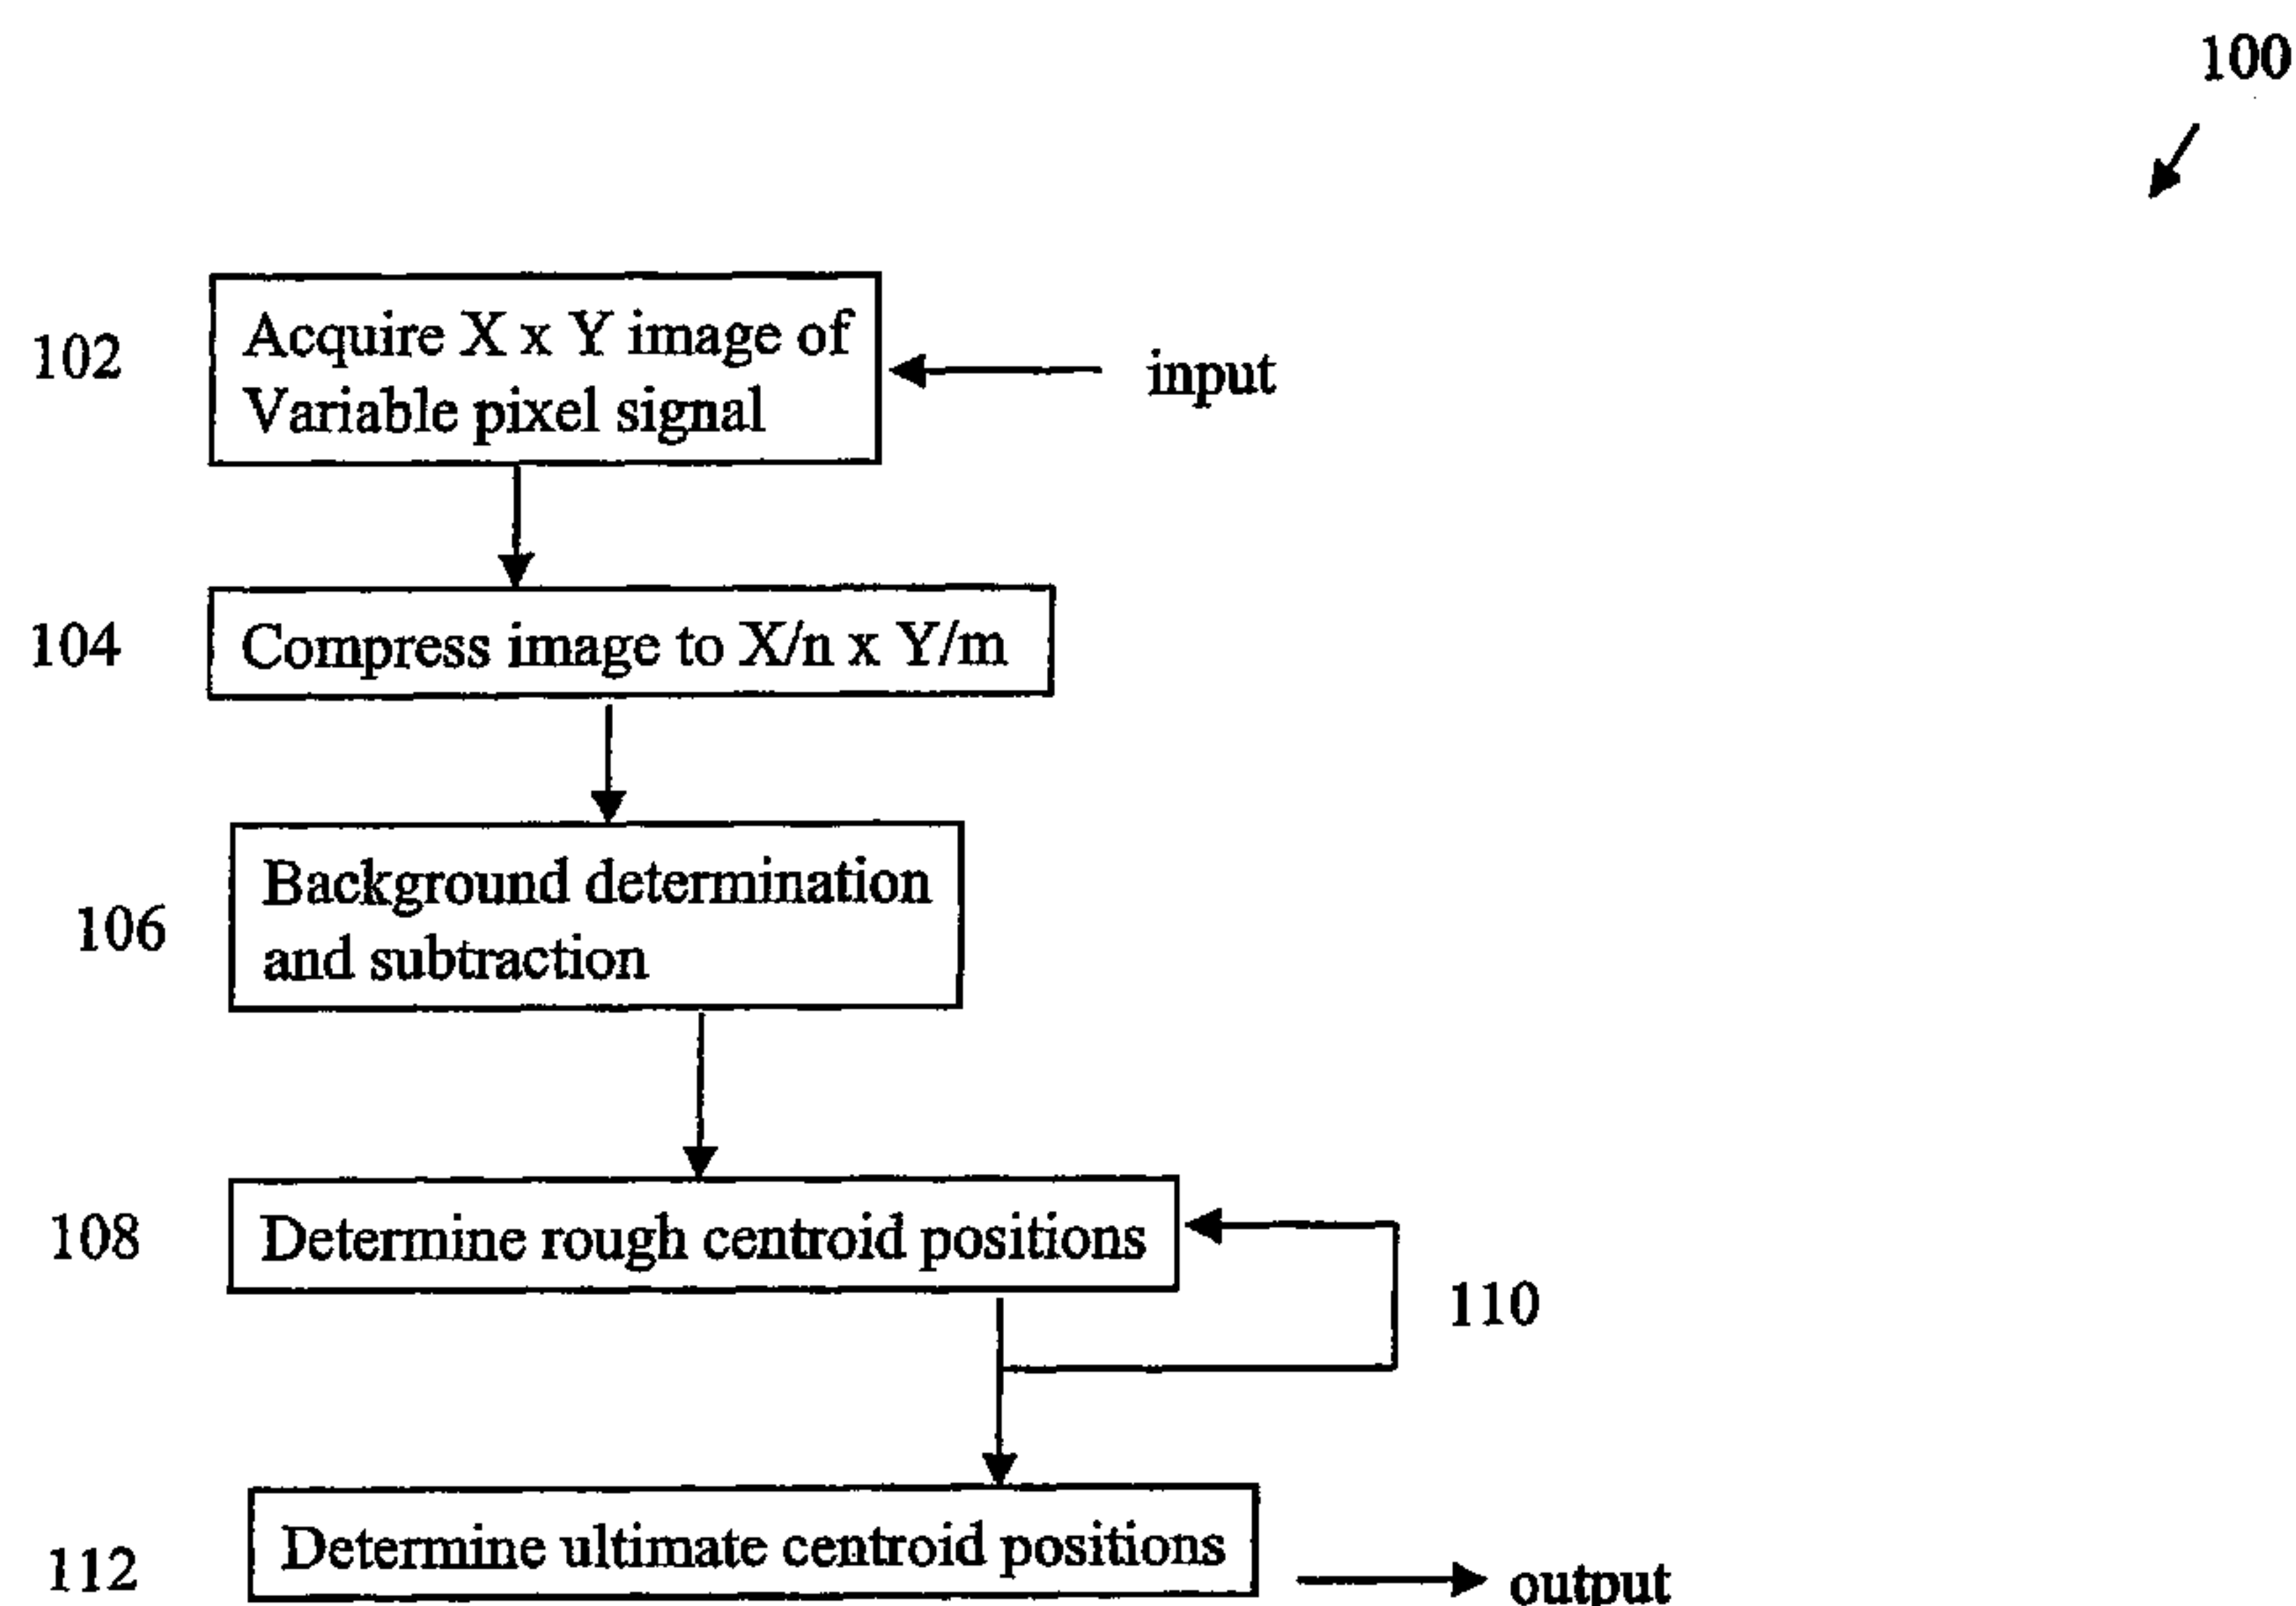 100
102
Acquire X x Y image of
Variable pixel signal
input
104
Compress image to X/n x Y/m
106
Background determination
and subtraction
108
Determine rough centroid positions
110
112
Determine ultimate centroid positions
output